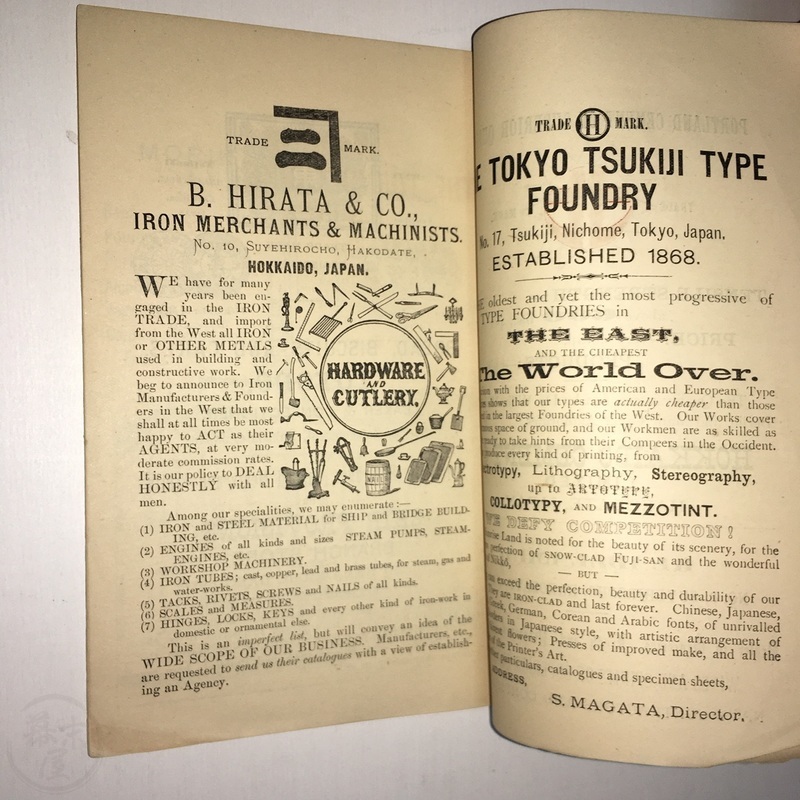 TRADE MARK.
B. HIRATA & CO.,
IRON MERCHANTS & MACHINISTS.
No. 10, SUYEHIROCHO, HAKODATE,
HOKKAIDO, JAPAN.
WE have for many
years been en-
gaged in the IRON
TRADE, and import
from the West all IRON
or OTHER METALS
used in building and
constructive work. We
beg to announce to Iron
Manufacturers & Found-
ers in the West that we
shall at all times be most
happy to ACT as their
AGENTS, at very mo-
derate commission rates.
It is our policy to DEAL
HONESTLY with all
men.
HARDWARE
AND
CUTLERY.
Among our specialities, we may enumerate:—
(1) IRON and STEEL MATERIAL for SHIP and BRIDGE BUILD-
ING, etc.
(2) ENGINES of all kinds and sizes STEAM PUMPS, STEAM-
ENGINES, etc.
(3) WORKSHOP MACHINERY.
(4) IRON TUBES; cast, copper, lead and brass tubes, for steam, gas and
water-works.
(5) TACKS, RIVETS, SCREWS and NAILS of all kinds.
(6) SCALES and MEASURES.
(7) HINGES, LOCKS, KEYS and every other kind of iron-work in
domestic or ornamental else.
This is an imperfect list, but will convey an idea of the
WIDE SCOPE OF OUR BUSINESS. Manufacturers, etc.,
are requested to send us their catalogues with a view of establish-
ing an Agency.
TRADE H MARK.
E TOKYO TSUKIJI TYPE
FOUNDRY
No. 17, Tsukiji, Nichome, Tokyo, Japan.
ESTABLISHED 1868.
oldest and yet the most progressive of
TYPE FOUNDRIES in
THE EAST,
AND THE CHEAPEST
The World Over.
with the prices of American and European Type
shows that our types are actually cheaper than those
in the largest Foundries of the West. Our Works cover
space of ground, and our Workmen are as skilled as
to take hints from their Compeers in the Occident.
every kind of printing, from
Lithography, Stereography,
up to ARTOTYPE,
COLLOTYPY, AND MEZZOTINT.
WE DEFY COMPETITION!
Land is noted for the beauty of its scenery, for the
perfection of SNOW-CLAD FUJI-SAN and the wonderful
— BUT —
exceed the perfection, beauty and durability of our
are IRON-CLAD and last forever. Chinese, Japanese,
German, Corean and Arabic fonts, of unrivalled
in Japanese style, with artistic arrangement of
flowers; Presses of improved make, and all the
the Printer's Art.
particulars, catalogues and specimen sheets,
ADDRESS,
S. MAGATA, Director.